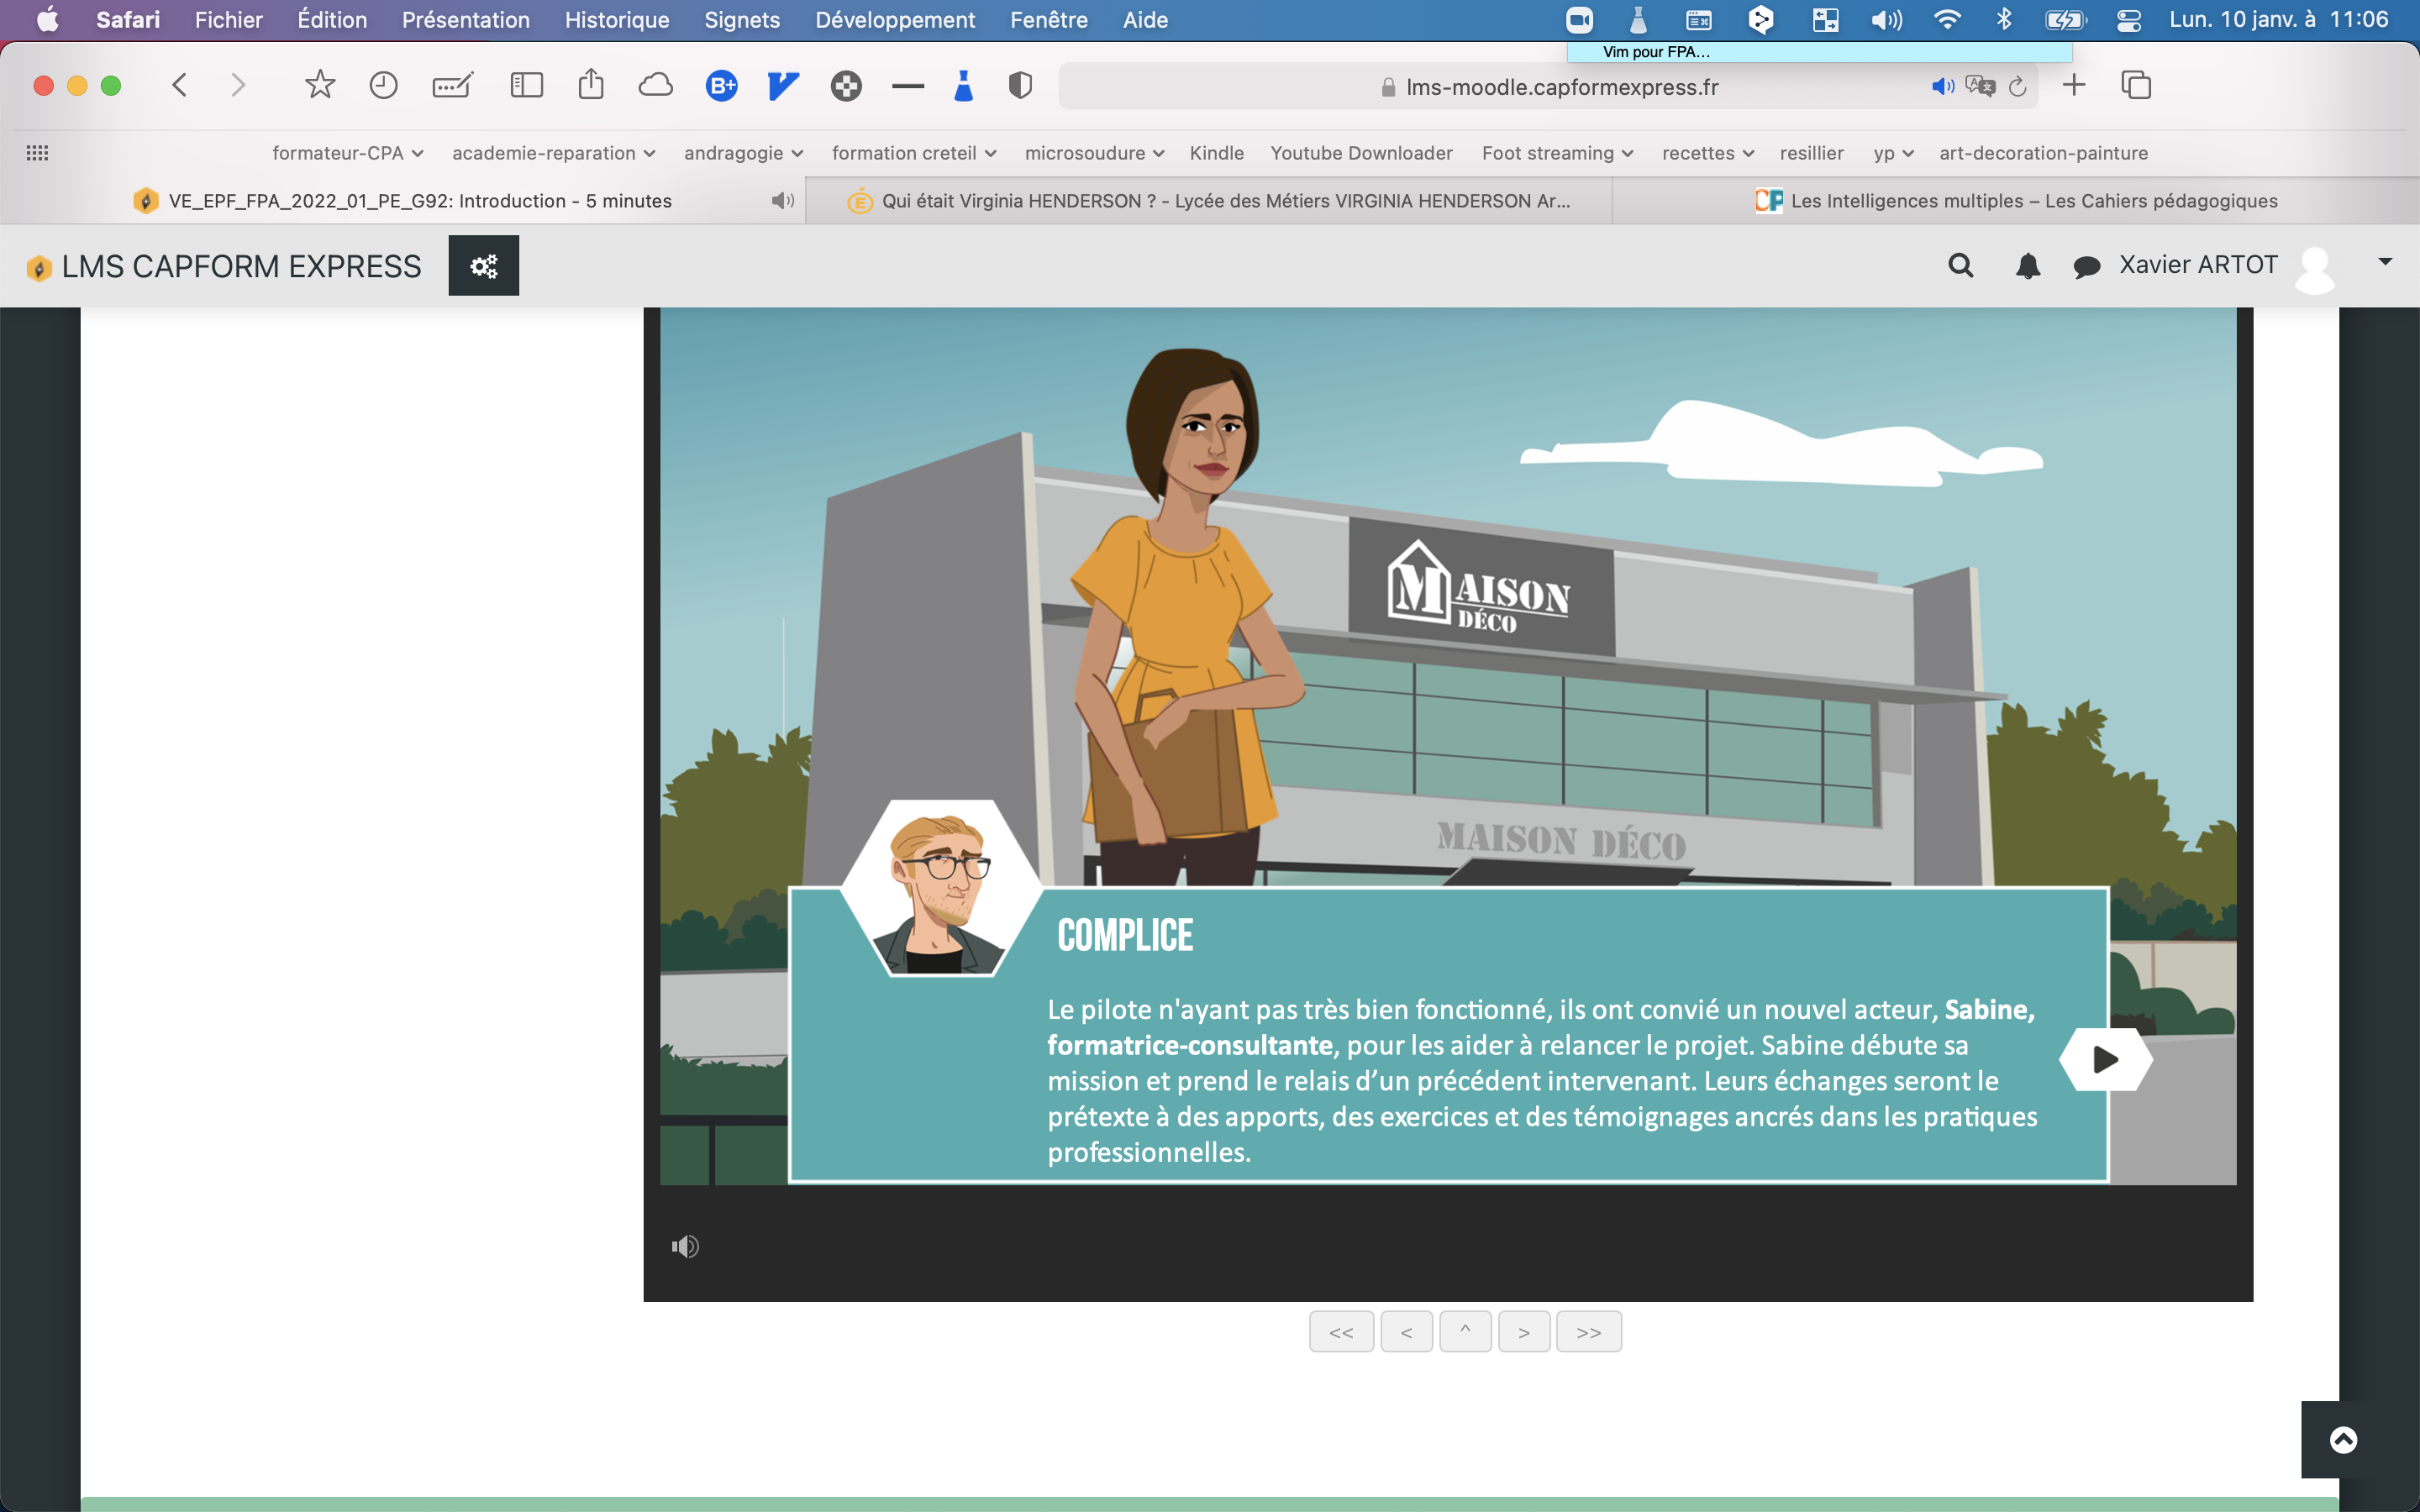 Safari Fichier Édition Présentation Historique Signets Développement Fenêtre Aide Lun. 10 janv. à 11:06
Vim pour FPA...
B+ lms-moodle.capformexpress.fr
formateur-CPA academie-reparation andragogie formation creteil microsoudure Kindle Youtube Downloader Foot streaming recettes resillier yp art-decoration-painture
VE_EPF_FPA_2022_01_PE_G92: Introduction - 5 minutes É Qui était Virginia HENDERSON ? - Lycée des Métiers VIRGINIA HENDERSON Ar... CP Les Intelligences multiples – Les Cahiers pédagogiques
LMS CAPFORM EXPRESS Xavier ARTOT
MAISON
DÉCO
MAISON DÉCO
COMPLICE
Le pilote n'ayant pas très bien fonctionné, ils ont convié un nouvel acteur, Sabine,
formatrice-consultante, pour les aider à relancer le projet. Sabine débute sa
mission et prend le relais d’un précédent intervenant. Leurs échanges seront le
prétexte à des apports, des exercices et des témoignages ancrés dans les pratiques
professionnelles.
<< < ^ > >>